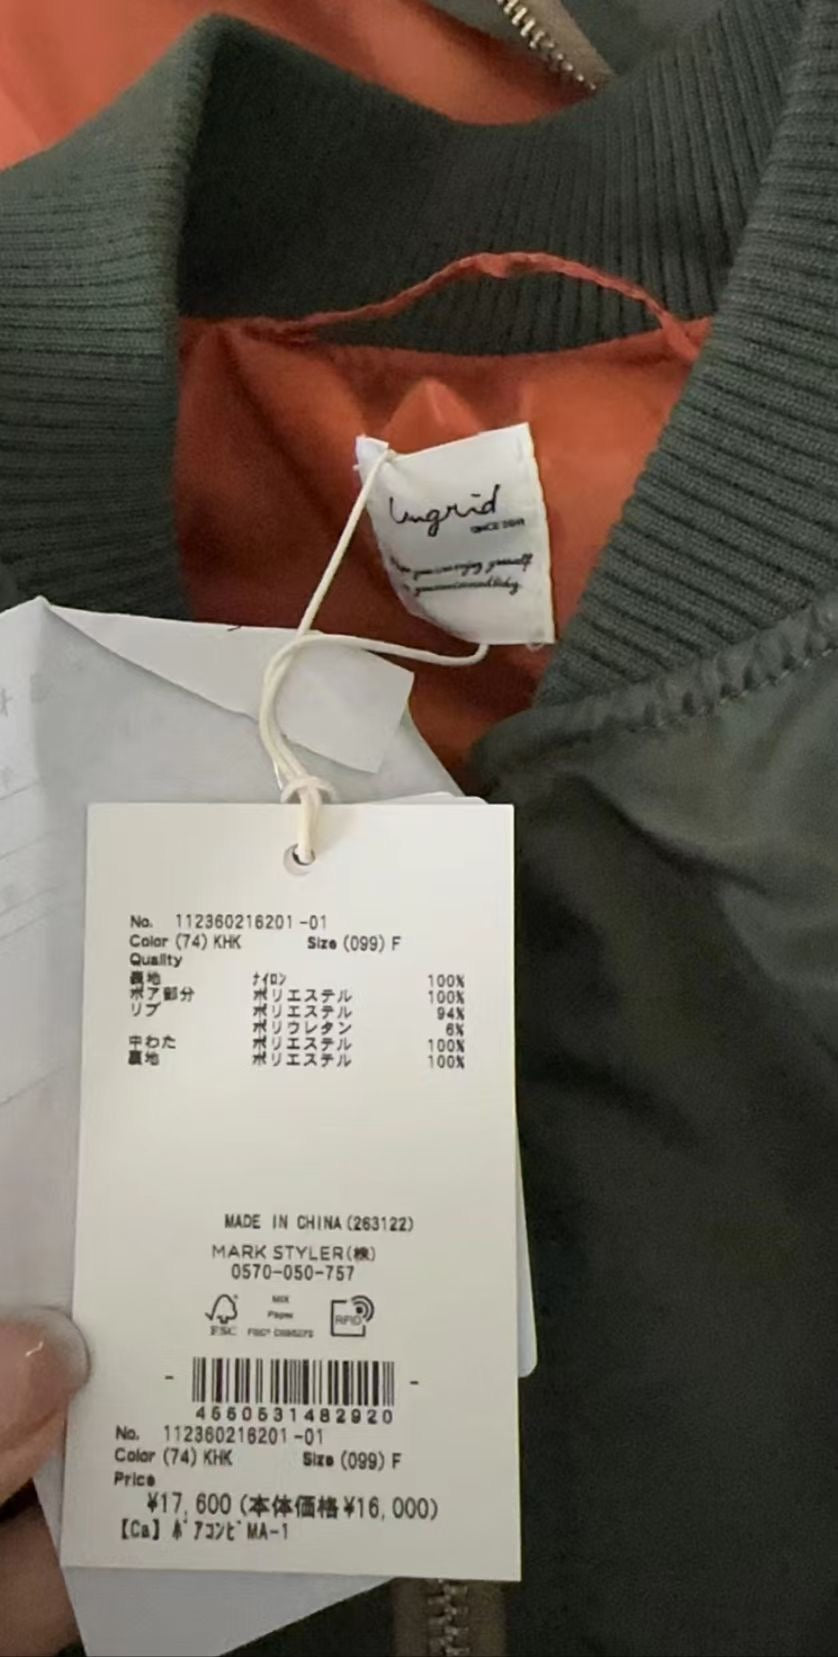 Ungrid
No. 112360216201-01
Color (74) KHK Size (099) F
Quality
表地 ナイロン 100%
ボア部分 ポリエステル 100%
リブ ポリエステル 94%
ポリウレタン 6%
中わた ポリエステル 100%
裏地 ポリエステル 100%
MADE IN CHINA (263122)
MARK STYLER(株)
0570-050-757
MIX
Paper
FSC
RFID
4550531482920
No. 112360216201-01
Color (74) KHK Size (099) F
Price
¥17,600 (本体価格¥16,000)
【Ca】ボアコンビMA-1